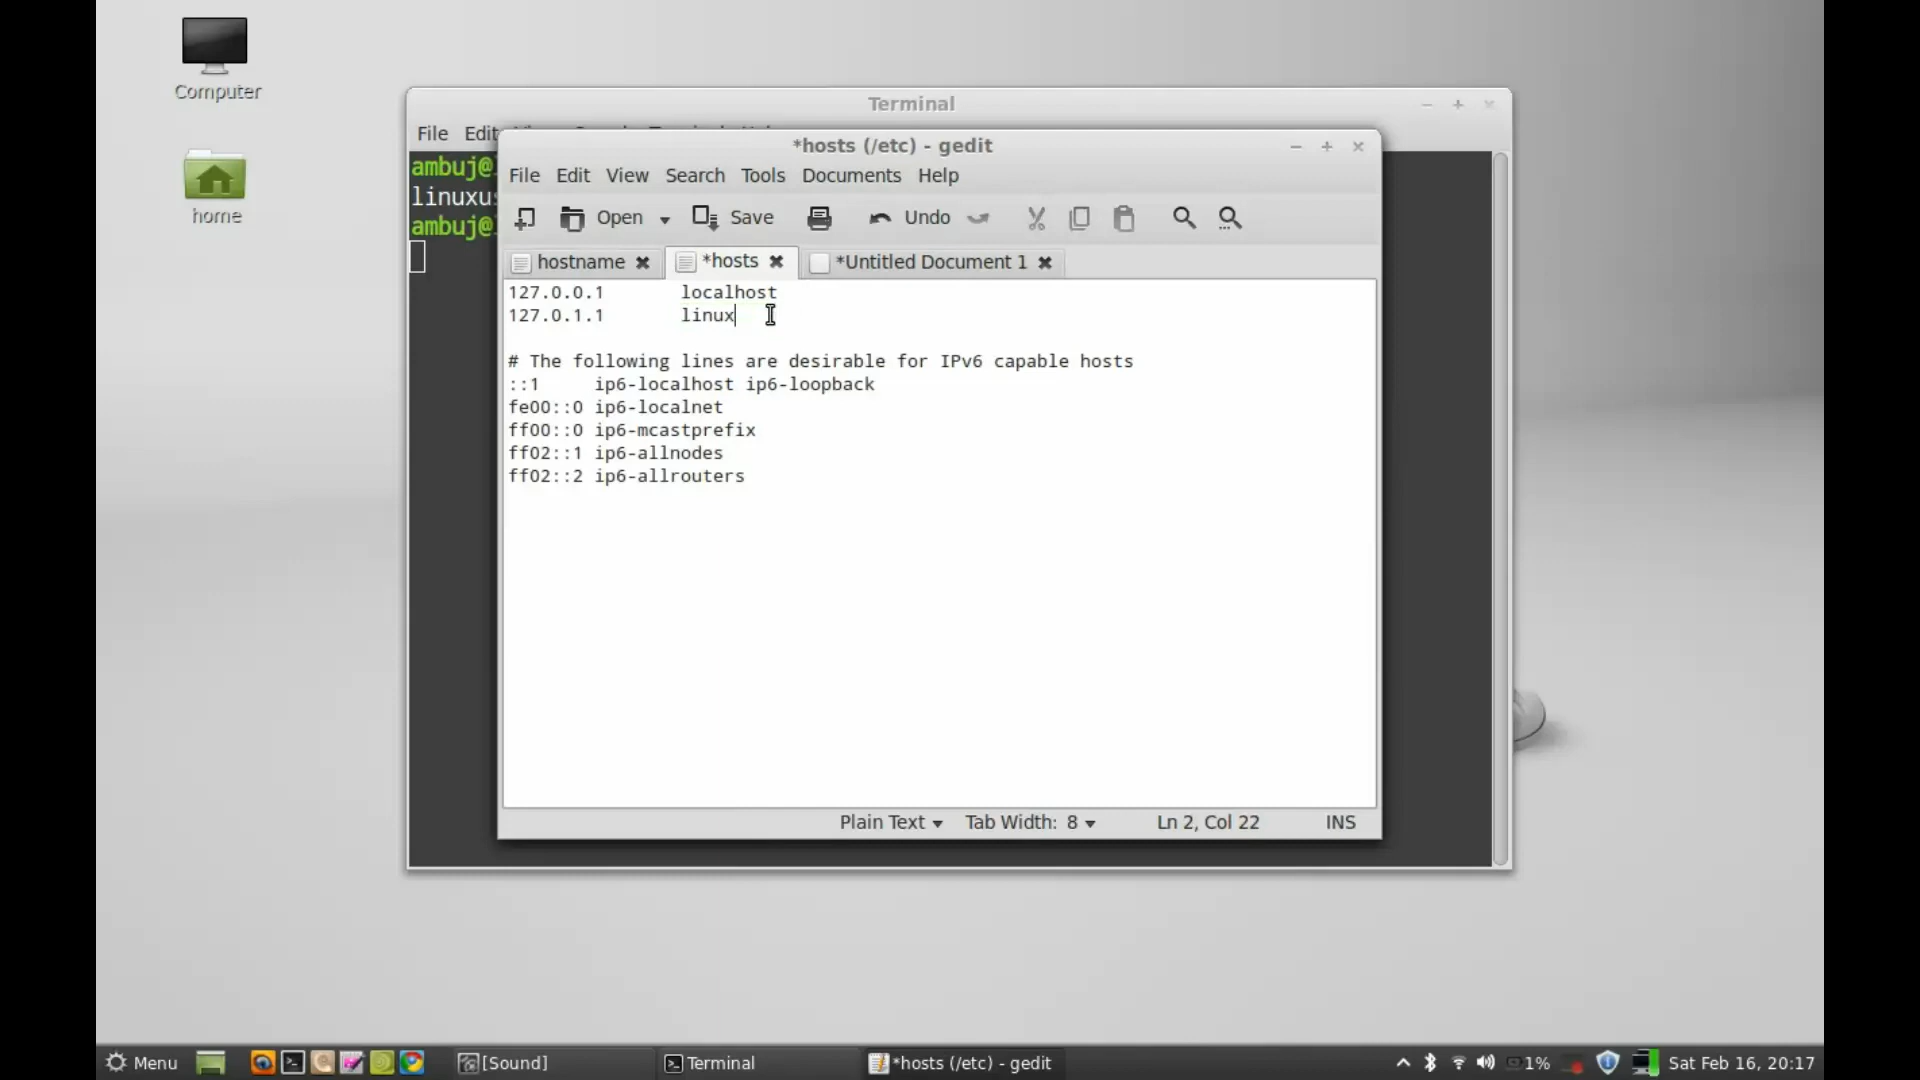 Computer
home
Terminal
File Edit
ambuj@
linuxu
ambuj@
*hosts (/etc) - gedit
File Edit View Search Tools Documents Help
Open Save Undo
hostname *hosts *Untitled Document 1
127.0.0.1 localhost
127.0.1.1 linux
# The following lines are desirable for IPv6 capable hosts
::1 ip6-localhost ip6-loopback
fe00::0 ip6-localnet
ff00::0 ip6-mcastprefix
ff02::1 ip6-allnodes
ff02::2 ip6-allrouters
Plain Text Tab Width: 8 Ln 2, Col 22 INS
Menu [Sound] Terminal *hosts (/etc) - gedit 1% Sat Feb 16, 20:17